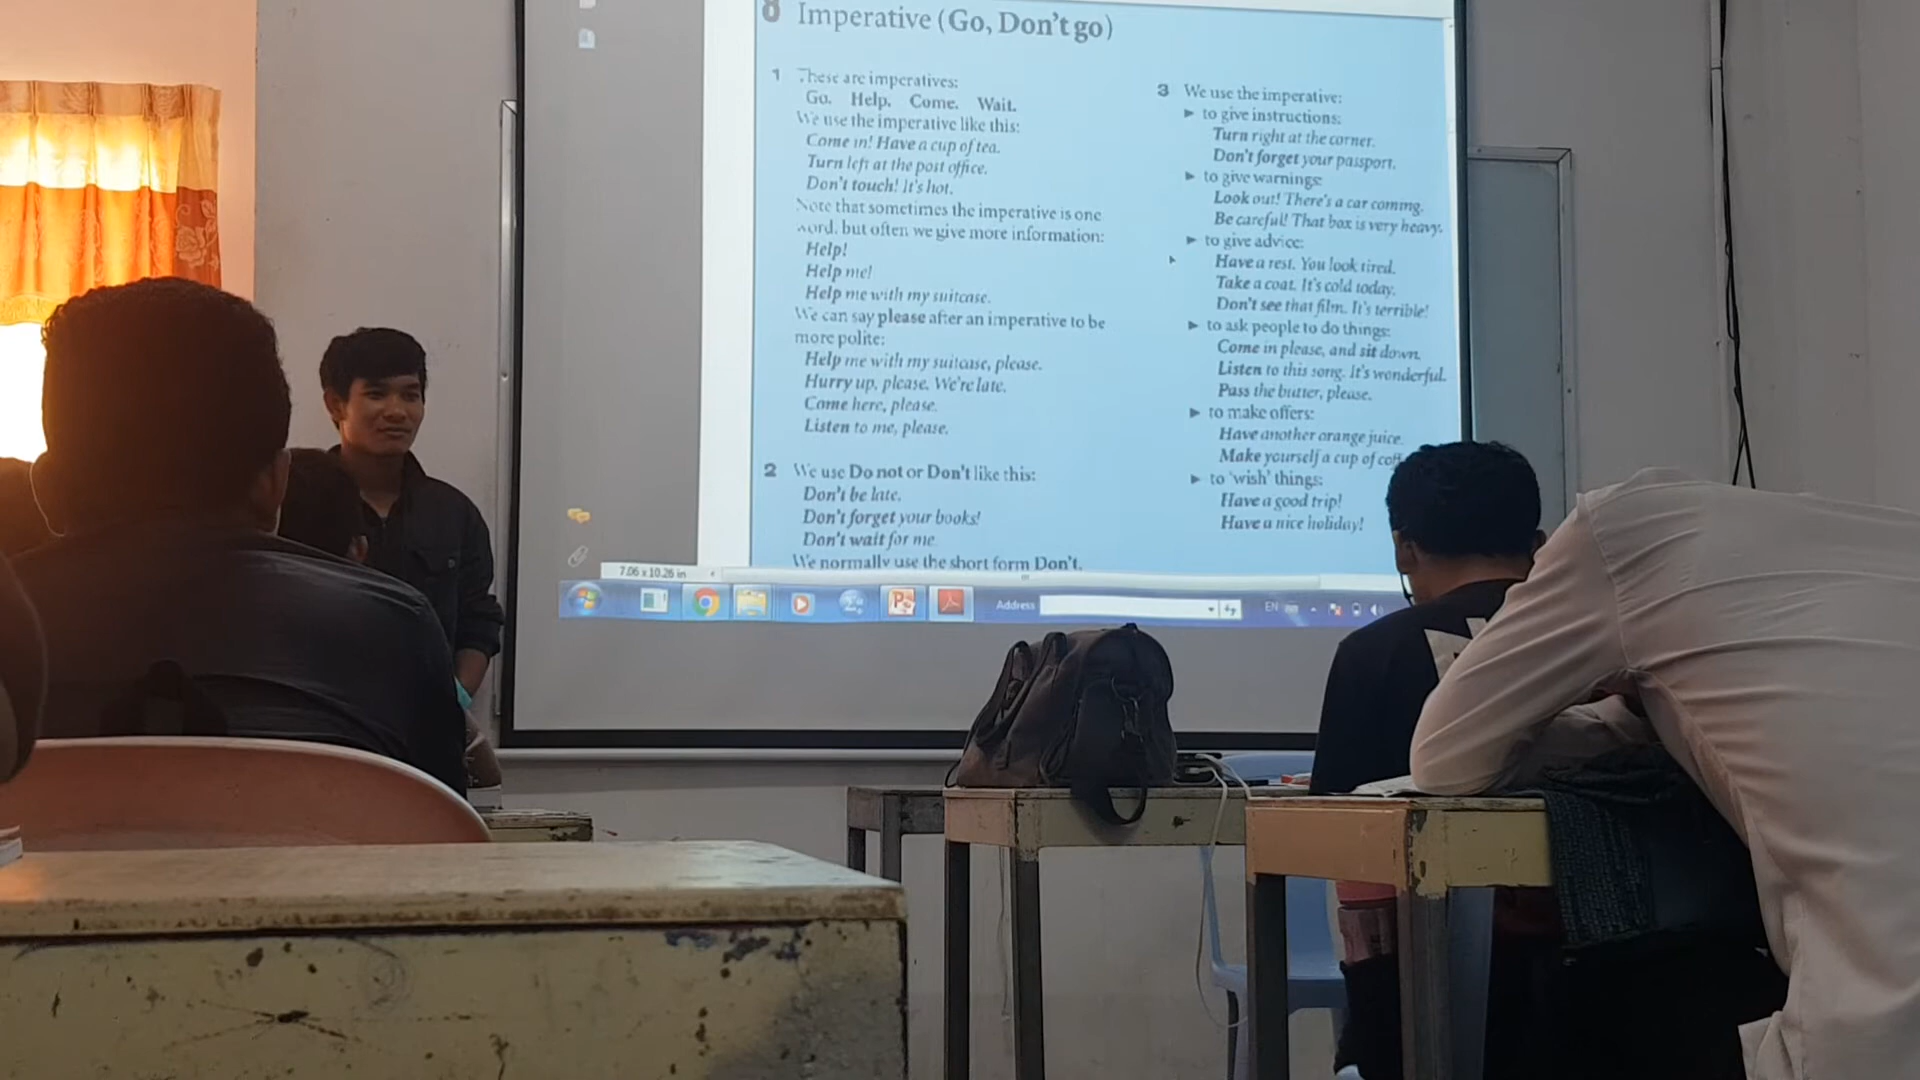 8 Imperative (Go, Don't go)
1 These are imperatives:
Go. Help. Come. Wait.
We use the imperative like this:
Come in! Have a cup of tea.
Turn left at the post office.
Don't touch! It's hot.
Note that sometimes the imperative is one
word, but often we give more information:
Help!
Help me!
Help me with my suitcase.
We can say please after an imperative to be
more polite:
Help me with my suitcase, please.
Hurry up, please. We're late.
Come here, please.
Listen to me, please.
2 We use Do not or Don't like this:
Don't be late.
Don't forget your books!
Don't wait for me.
We normally use the short form Don't.
3 We use the imperative:
► to give instructions:
Turn right at the corner.
Don't forget your passport.
► to give warnings:
Look out! There's a car coming.
Be careful! That box is very heavy.
► to give advice:
Have a rest. You look tired.
Take a coat. It's cold today.
Don't see that film. It's terrible!
► to ask people to do things:
Come in please, and sit down.
Listen to this song. It's wonderful.
Pass the butter, please.
► to make offers:
Have another orange juice.
Make yourself a cup of
► to 'wish' things:
Have a good trip!
Have a nice holiday!
7.06 x 10.26 in
Address
EN